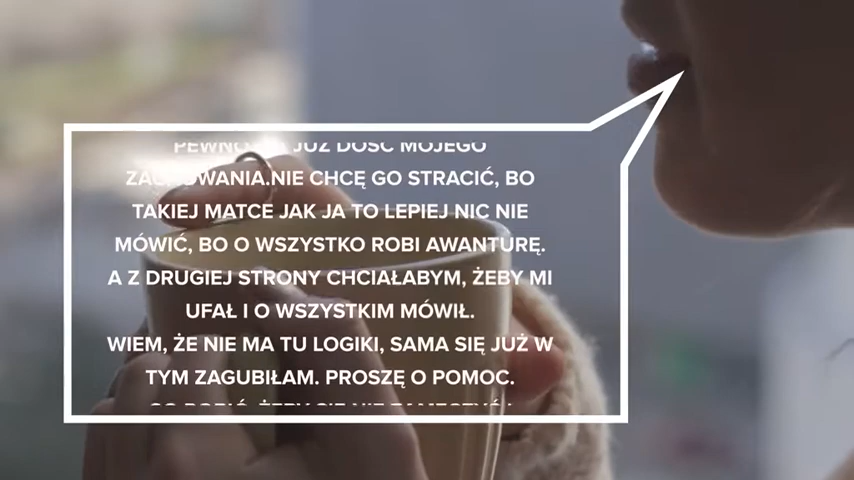 JUŻ DOŚĆ MOJEGO
ZACHOWANIA.NIE CHCĘ GO STRACIĆ, BO
TAKIEJ MATCE JAK JA TO LEPIEJ NIC NIE
MÓWIĆ, BO O WSZYSTKO ROBI AWANTURĘ.
A Z DRUGIEJ STRONY CHCIAŁABYM, ŻEBY MI
UFAŁ I O WSZYSTKIM MÓWIŁ.
WIEM, ŻE NIE MA TU LOGIKI, SAMA SIĘ JUŻ W
TYM ZAGUBIŁAM. PROSZĘ O POMOC.